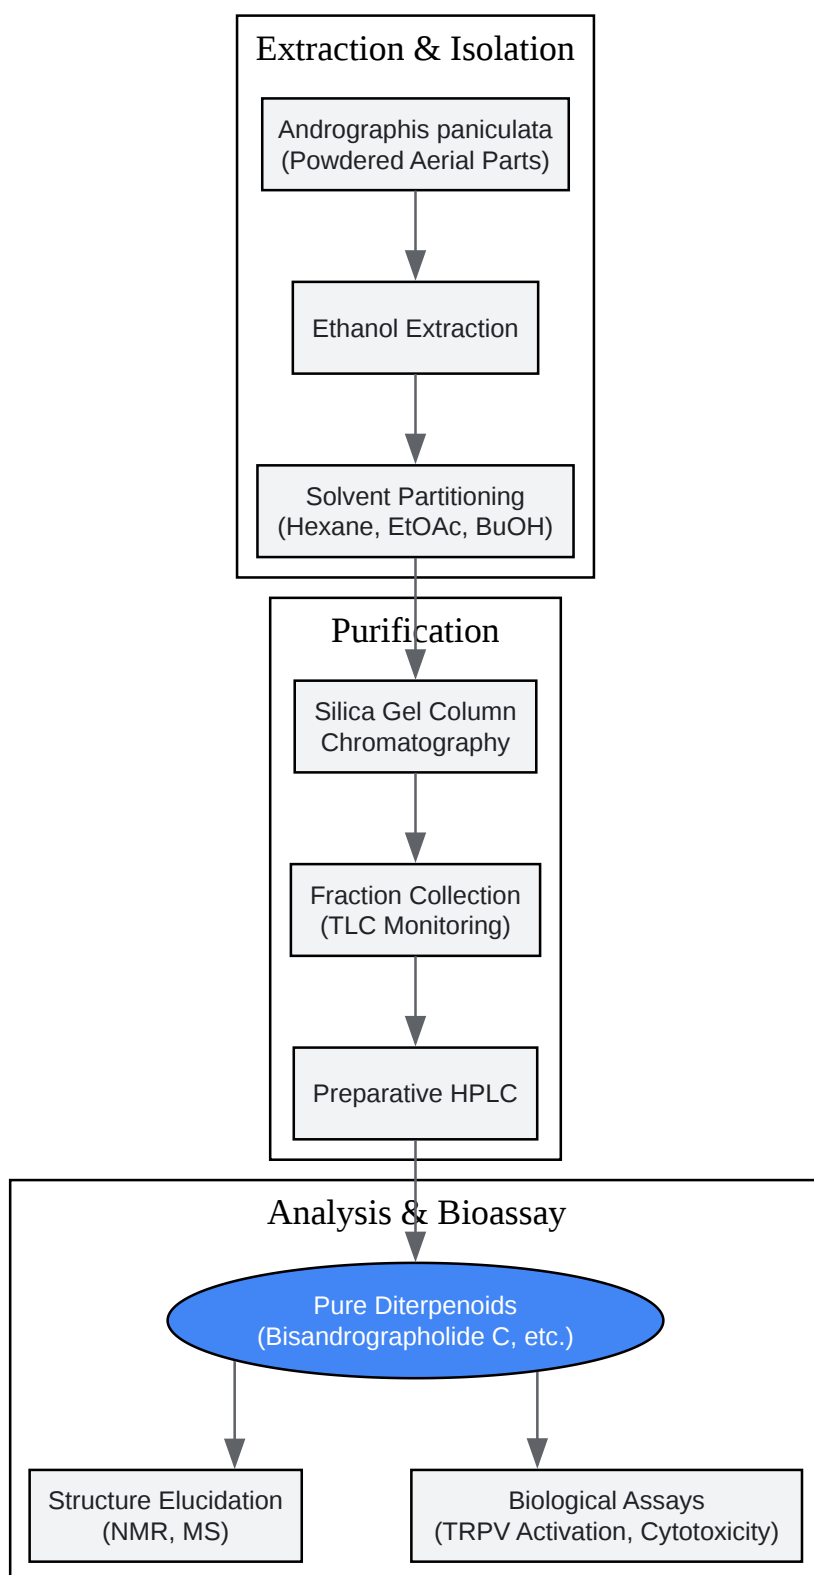 Extraction & Isolation
Andrographis paniculata
(Powdered Aerial Parts)
Ethanol Extraction
Solvent Partitioning
(Hexane, EtOAc, BuOH)
Purification
Silica Gel Column
Chromatography
Fraction Collection
(TLC Monitoring)
Preparative HPLC
Analysis & Bioassay
Pure Diterpenoids
(Bisandrographolide C, etc.)
Structure Elucidation
(NMR, MS)
Biological Assays
(TRPV Activation, Cytotoxicity)